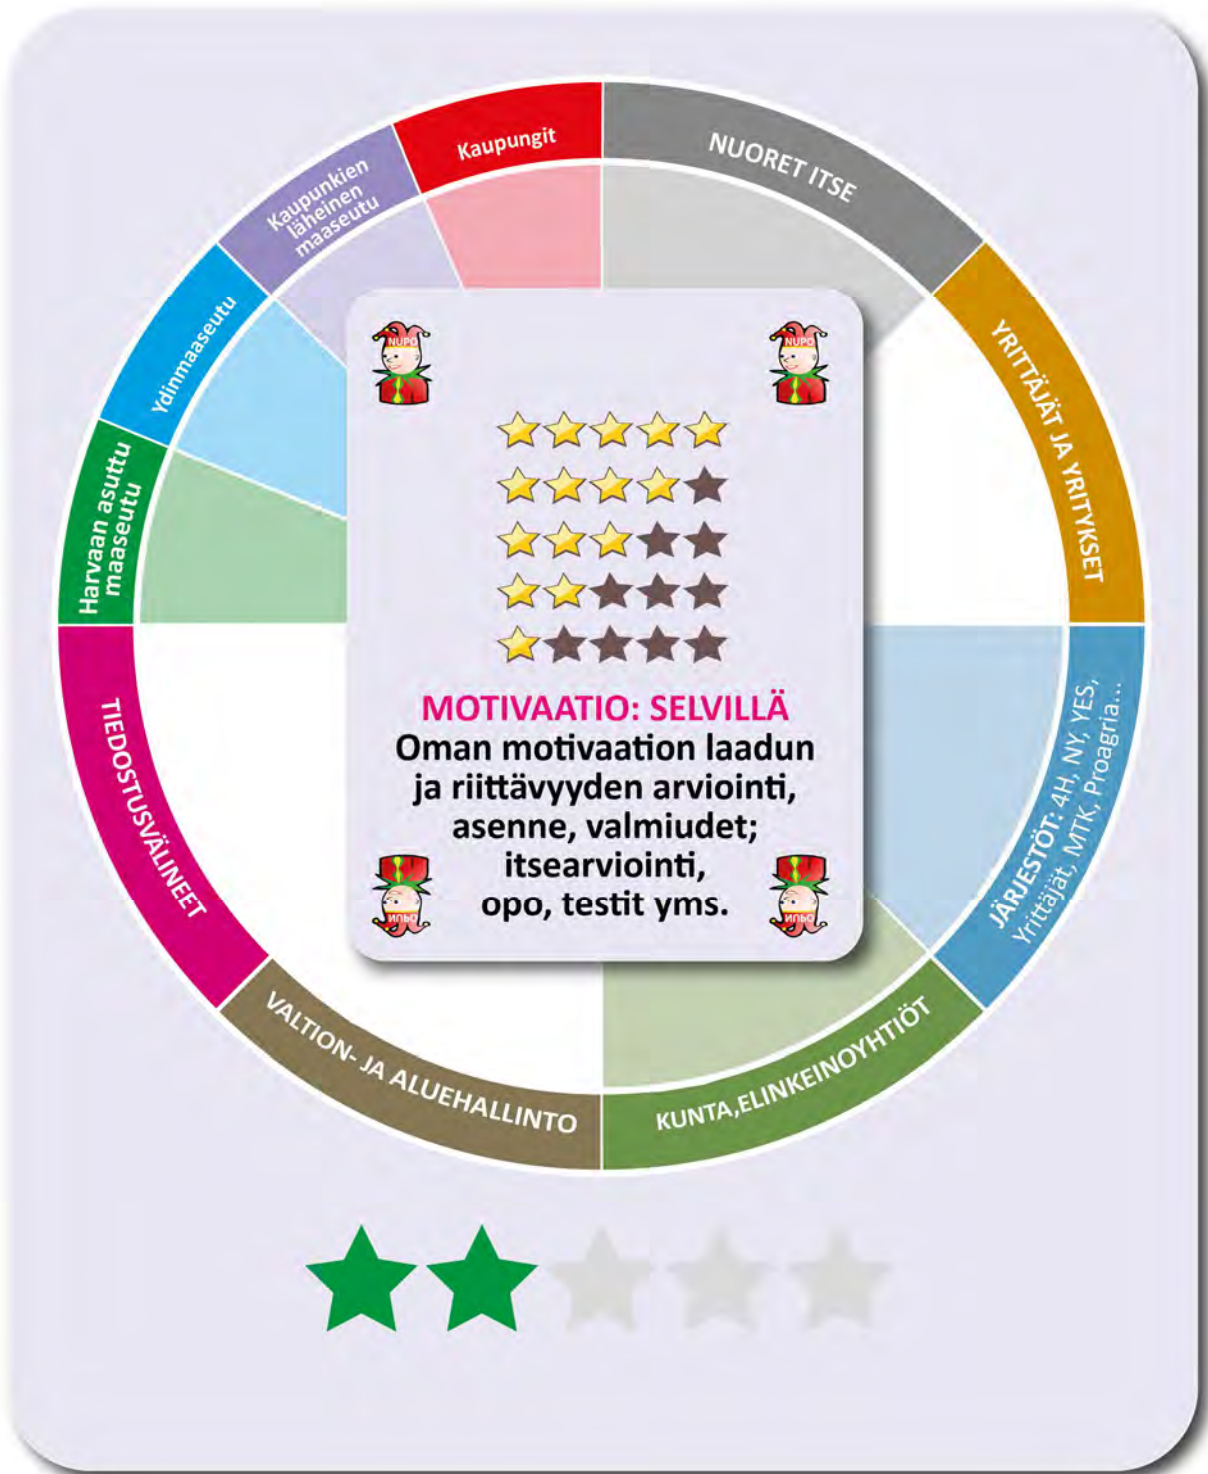 Kaupungit
NUORET ITSE
Kaupunkien
läheinen
maaseutu
YRITTÄJÄT JA YRITYKSET
Ydinmaaseutu
Harvaan asuttu
maaseutu
NUPO
NUPO
MOTIVAATIO: SELVILLÄ
Oman motivaation laadun
ja riittävyyden arviointi,
asenne, valmiudet;
itsearviointi,
opo, testit yms.
NUPO
NUPO
JÄRJESTÖT: 4H, NY, YES,
Yrittäjät, MTK, Proagria...
TIEDOSTUSVÄLINEET
VALTION- JA ALUEHALLINTO
KUNTA,ELINKEINOYHTIÖT